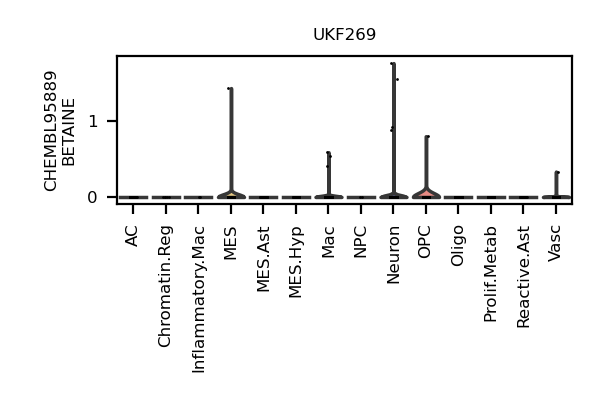 UKF269
CHEMBL95889
BETAINE
1
0
AC
Chromatin.Reg
Inflammatory.Mac
MES
MES.Ast
MES.Hyp
Mac
NPC
Neuron
OPC
Oligo
Prolif.Metab
Reactive.Ast
Vasc